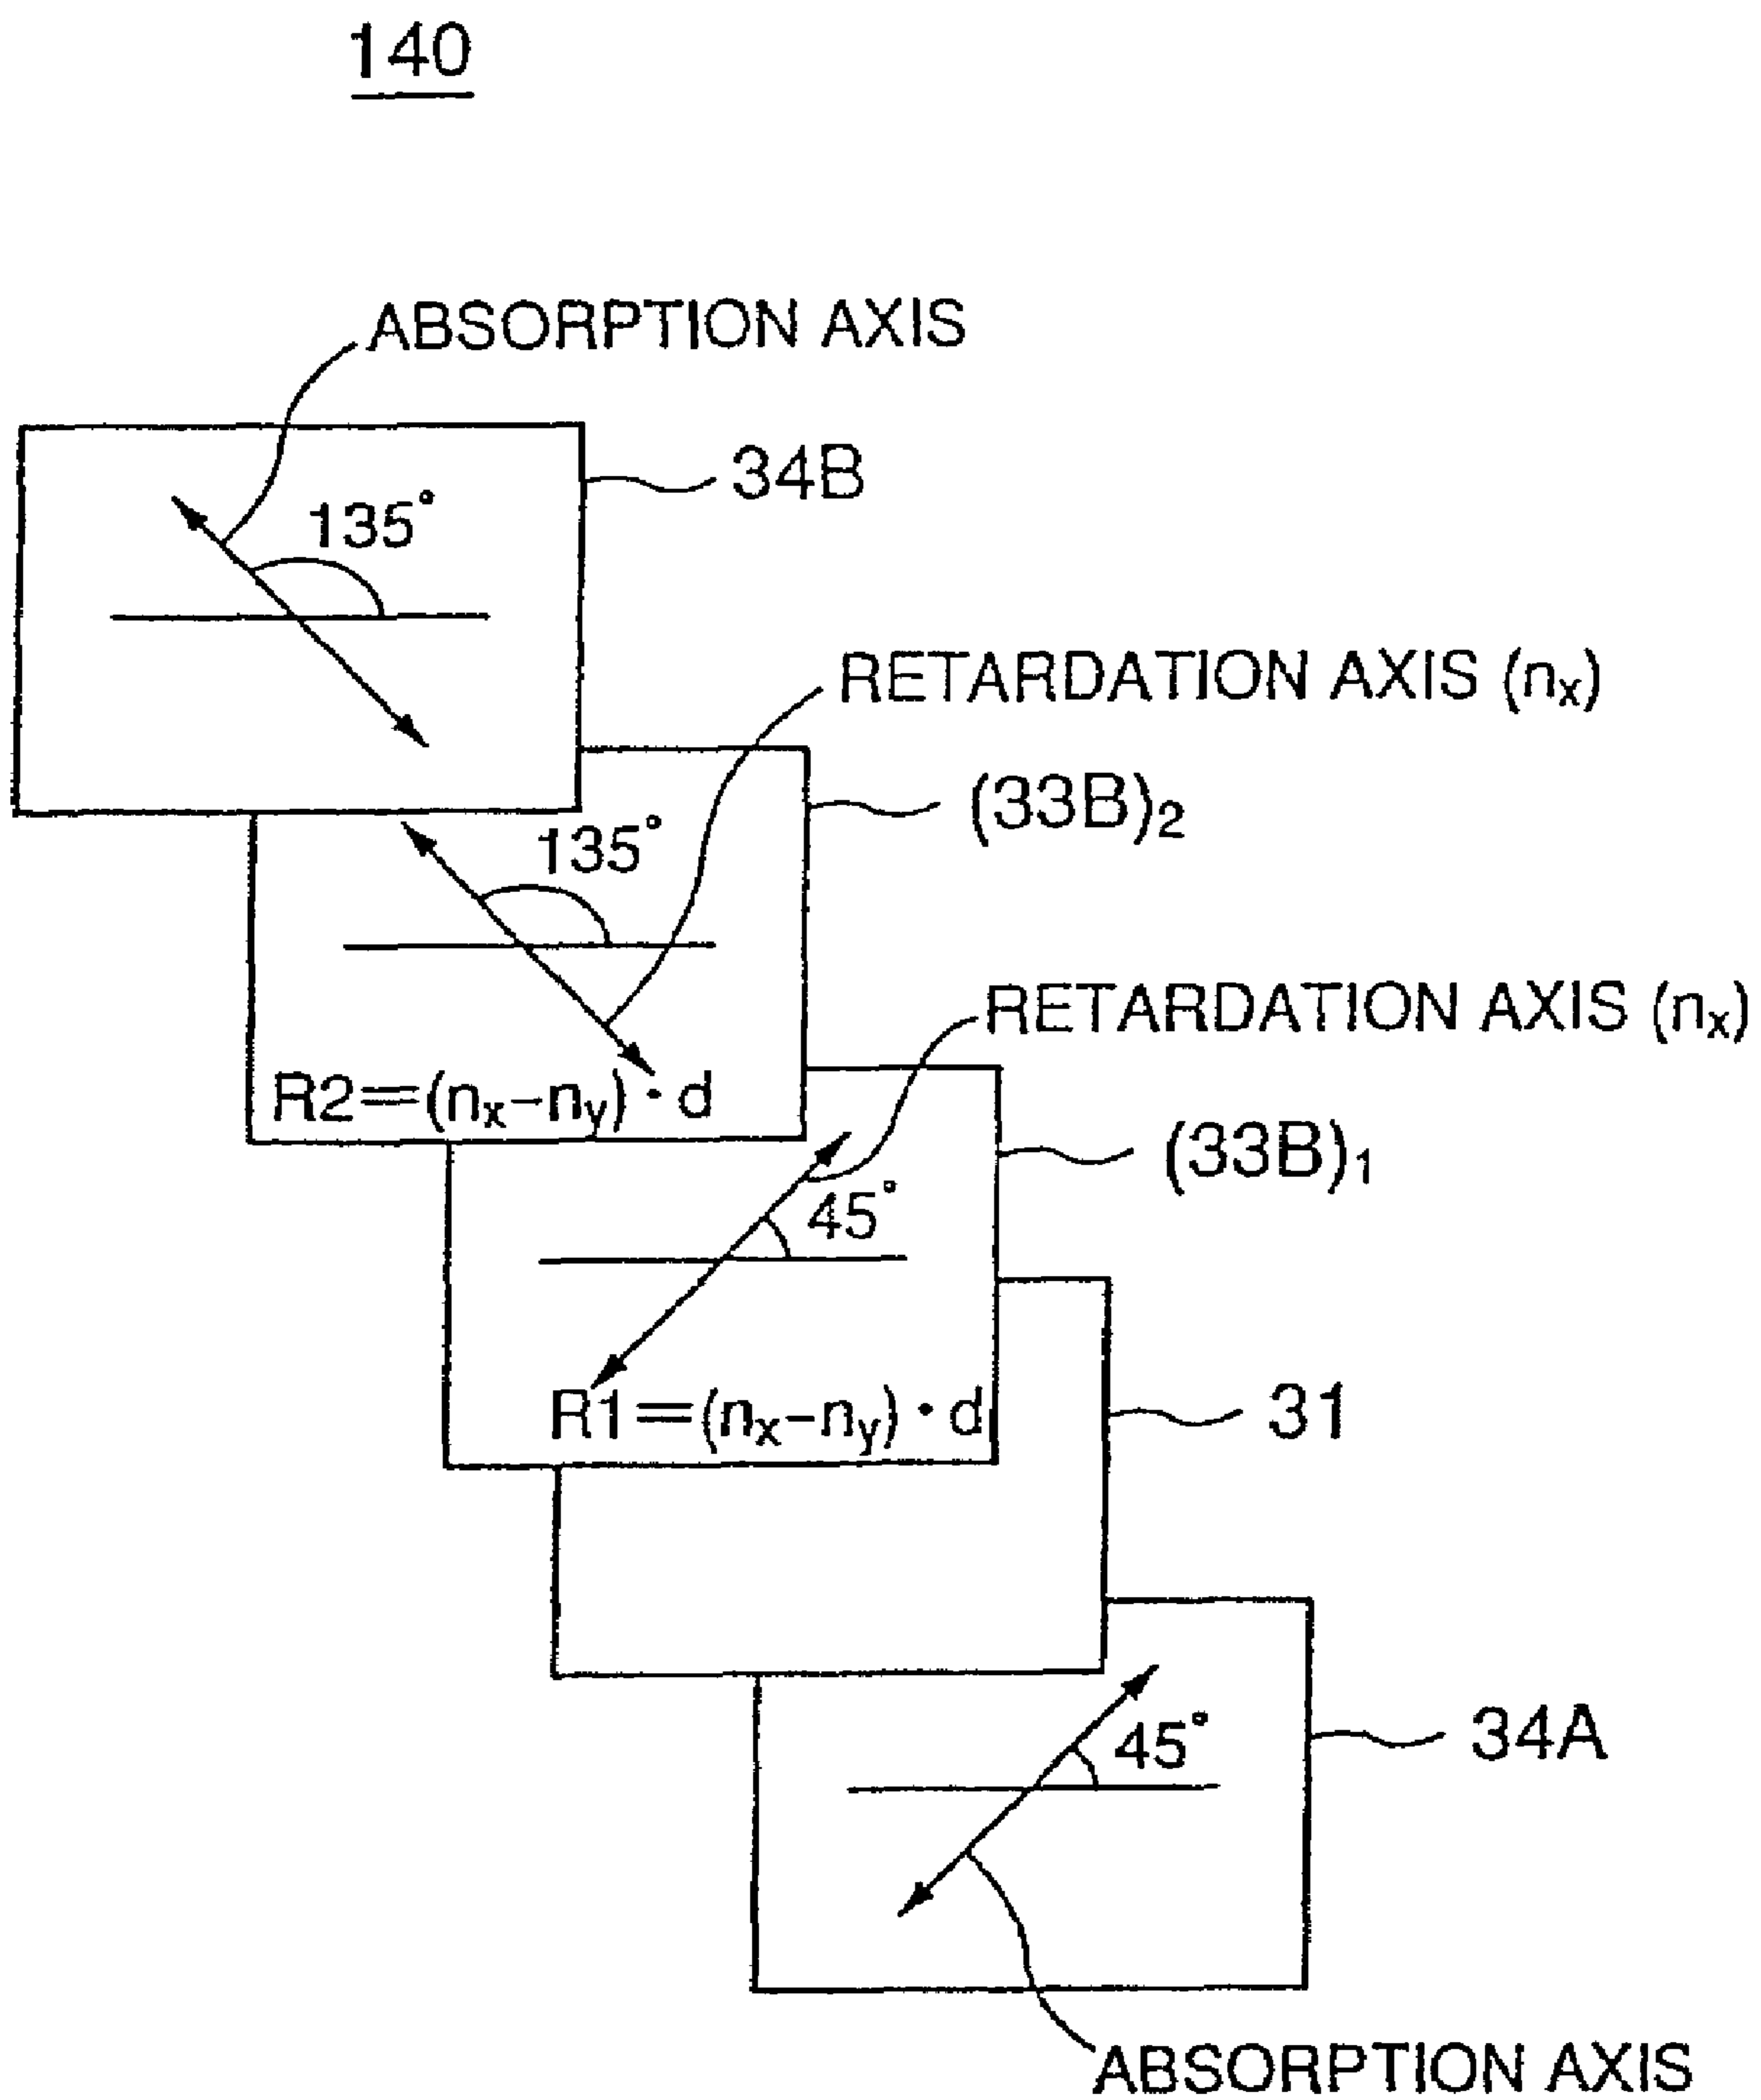 140
ABSORPTION AXIS
34B
135°
RETARDATION AXIS (nx)
(33B)2
135°
RETARDATION AXIS (nx)
R2=(nx-ny)・d
(33B)1
45°
31
R1=(nx-ny)・d
34A
45°
ABSORPTION AXIS